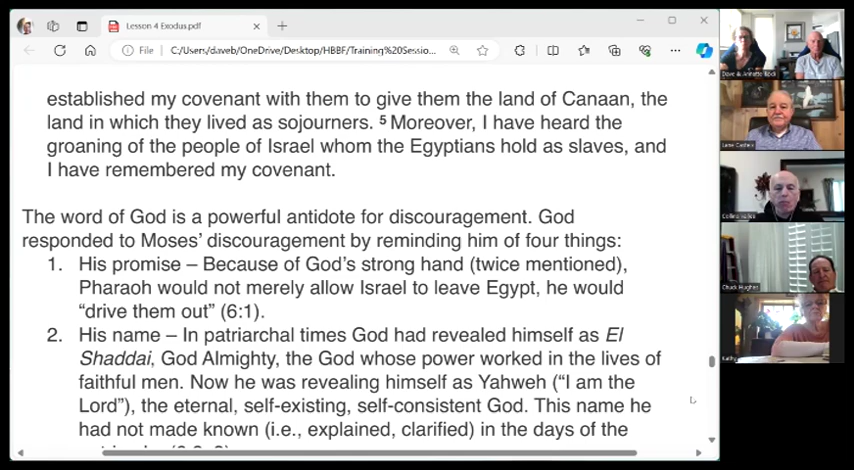 Lesson 4 Exodus.pdf
File
C:/Users/daveb/OneDrive/Desktop/HBBF/Training%20Sessio...
established my covenant with them to give them the land of Canaan, the
land in which they lived as sojourners. 5 Moreover, I have heard the
groaning of the people of Israel whom the Egyptians hold as slaves, and
I have remembered my covenant.
The word of God is a powerful antidote for discouragement. God
responded to Moses’ discouragement by reminding him of four things:
1. His promise – Because of God’s strong hand (twice mentioned),
Pharaoh would not merely allow Israel to leave Egypt, he would
“drive them out” (6:1).
2. His name – In patriarchal times God had revealed himself as El
Shaddai, God Almighty, the God whose power worked in the lives of
faithful men. Now he was revealing himself as Yahweh (“I am the
Lord”), the eternal, self-existing, self-consistent God. This name he
had not made known (i.e., explained, clarified) in the days of the
Chuck Hughes
Kathy